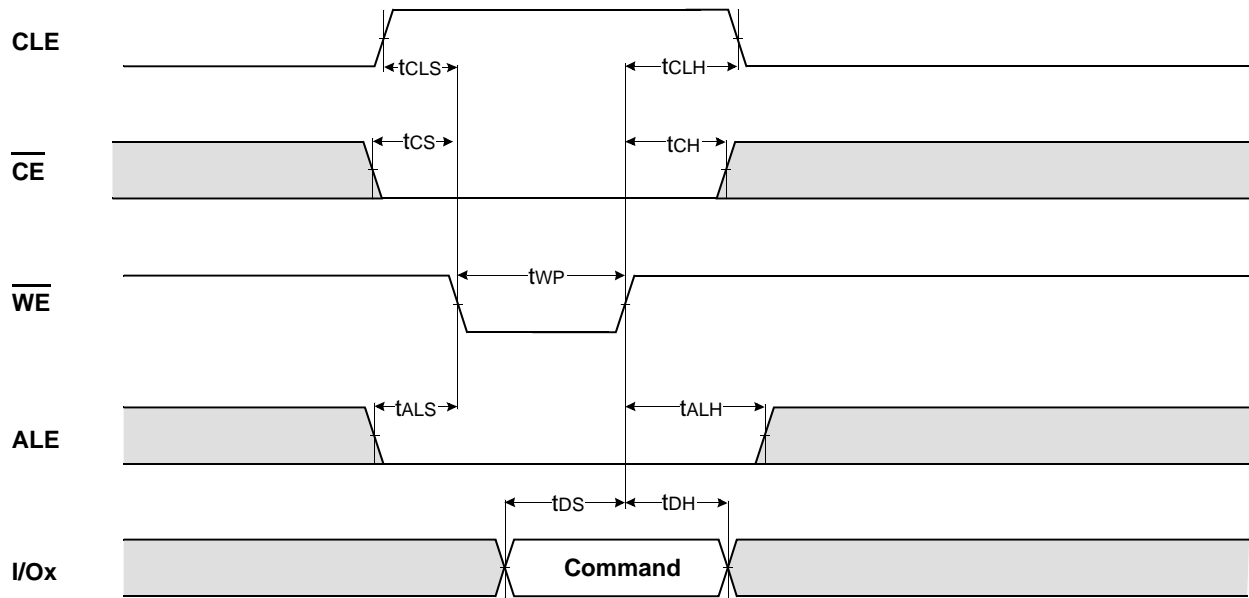 CLE
tCLS
tCLH
CE
tCS
tCH
WE
tWP
ALE
tALS
tALH
tDS
tDH
I/Ox
Command